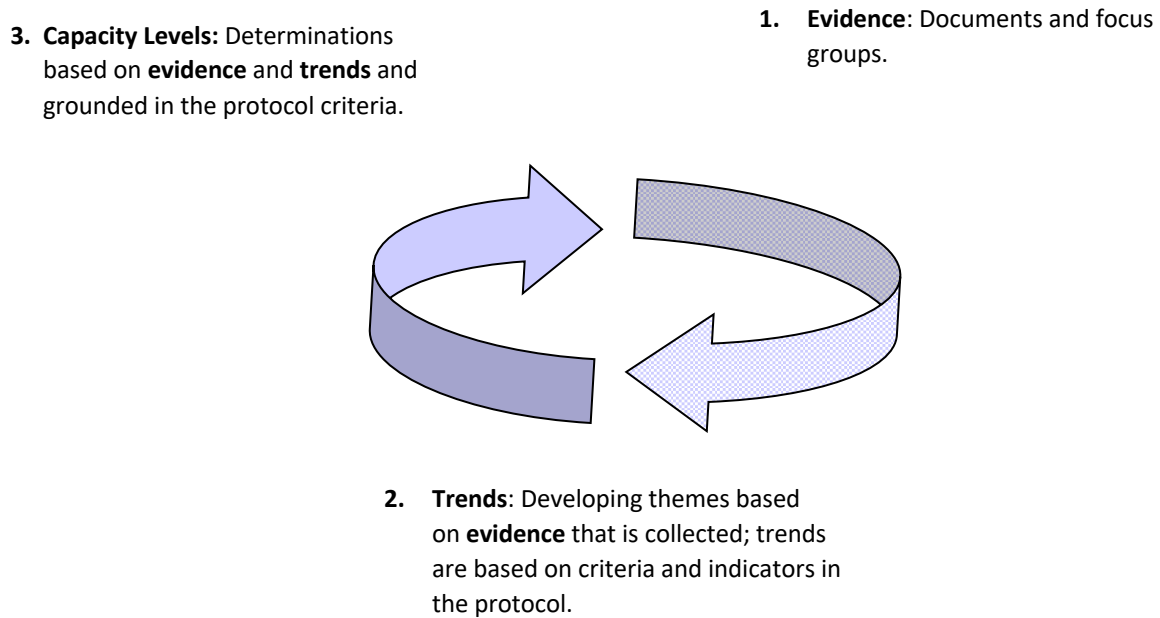 1. Evidence: Documents and focus
groups.
2. Trends: Developing themes based
on evidence that is collected; trends
are based on criteria and indicators in
the protocol.
3. Capacity Levels: Determinations
based on evidence and trends and
grounded in the protocol criteria.